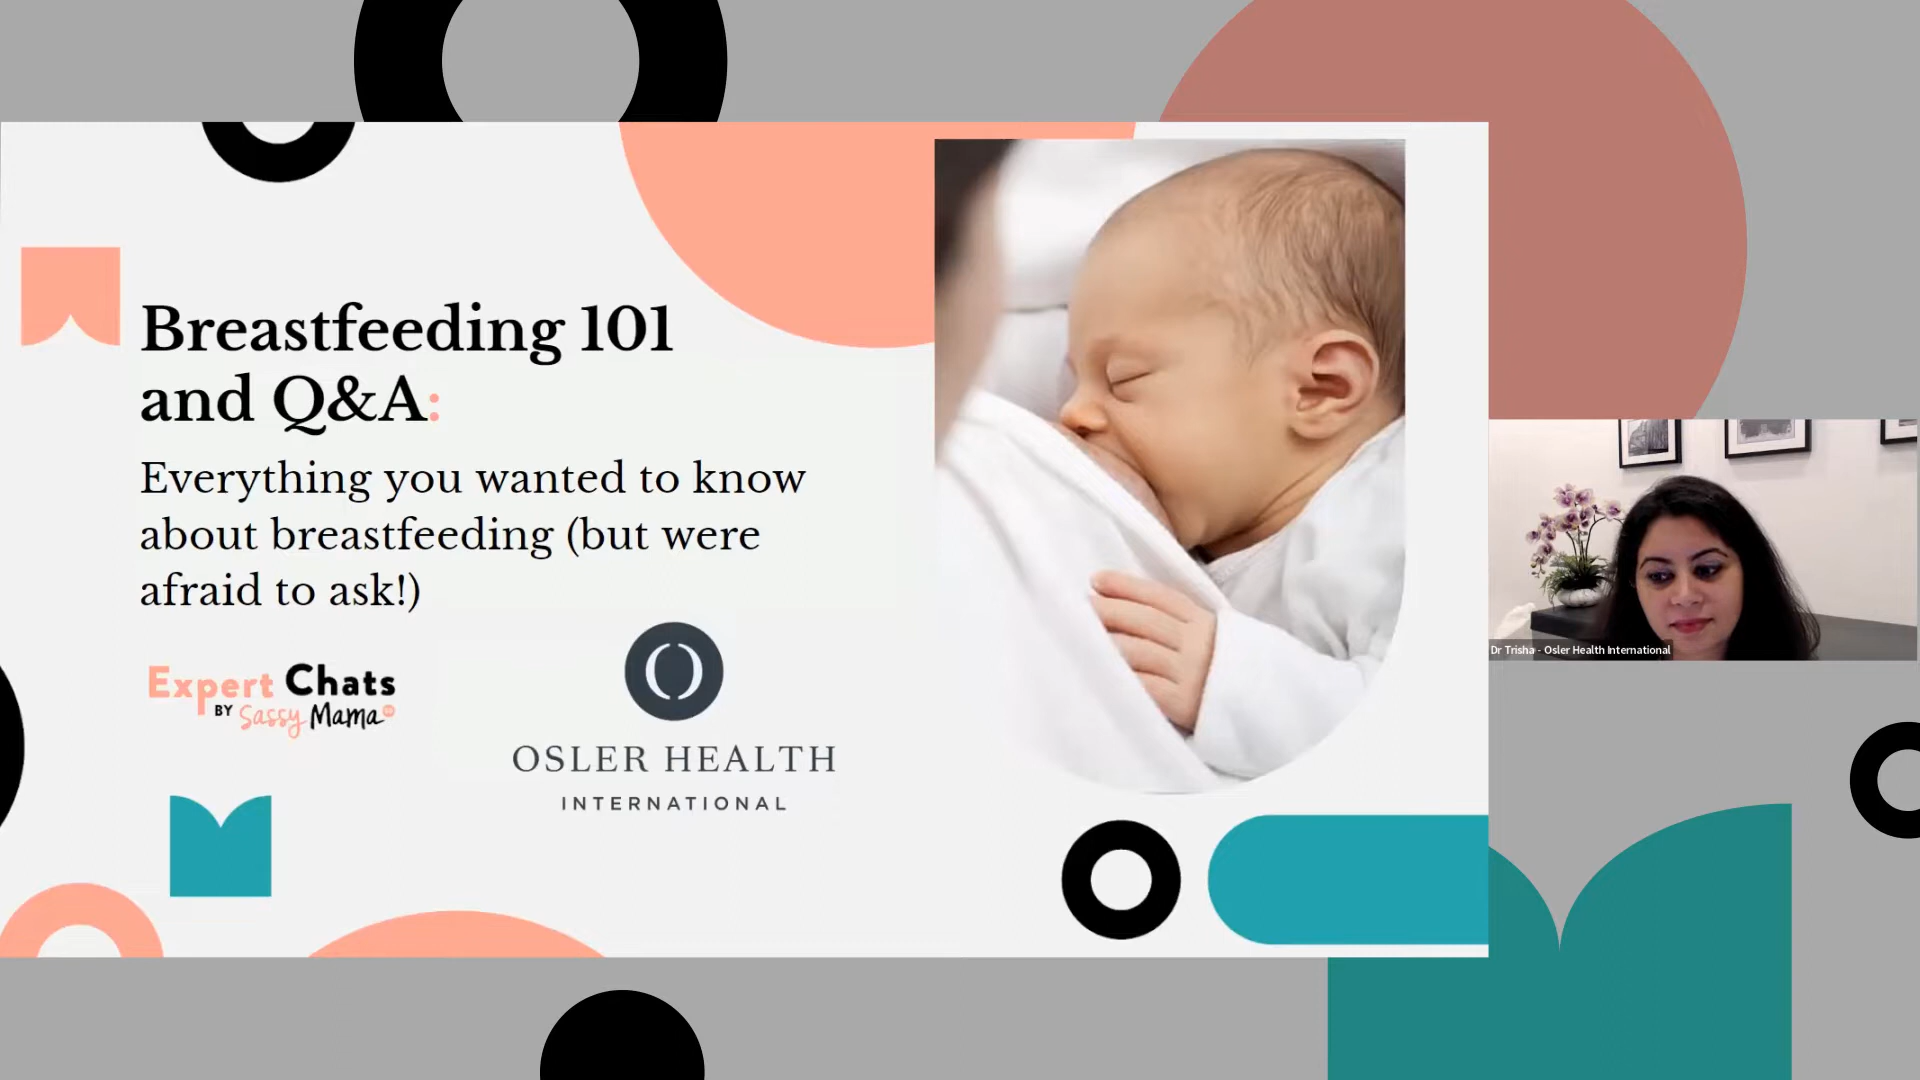 Breastfeeding 101
and Q&A:
Everything you wanted to know
about breastfeeding (but were
afraid to ask!)
Expert Chats
BY Sassy Mama
OSLER HEALTH
INTERNATIONAL
Dr Trisha - Osler Health International